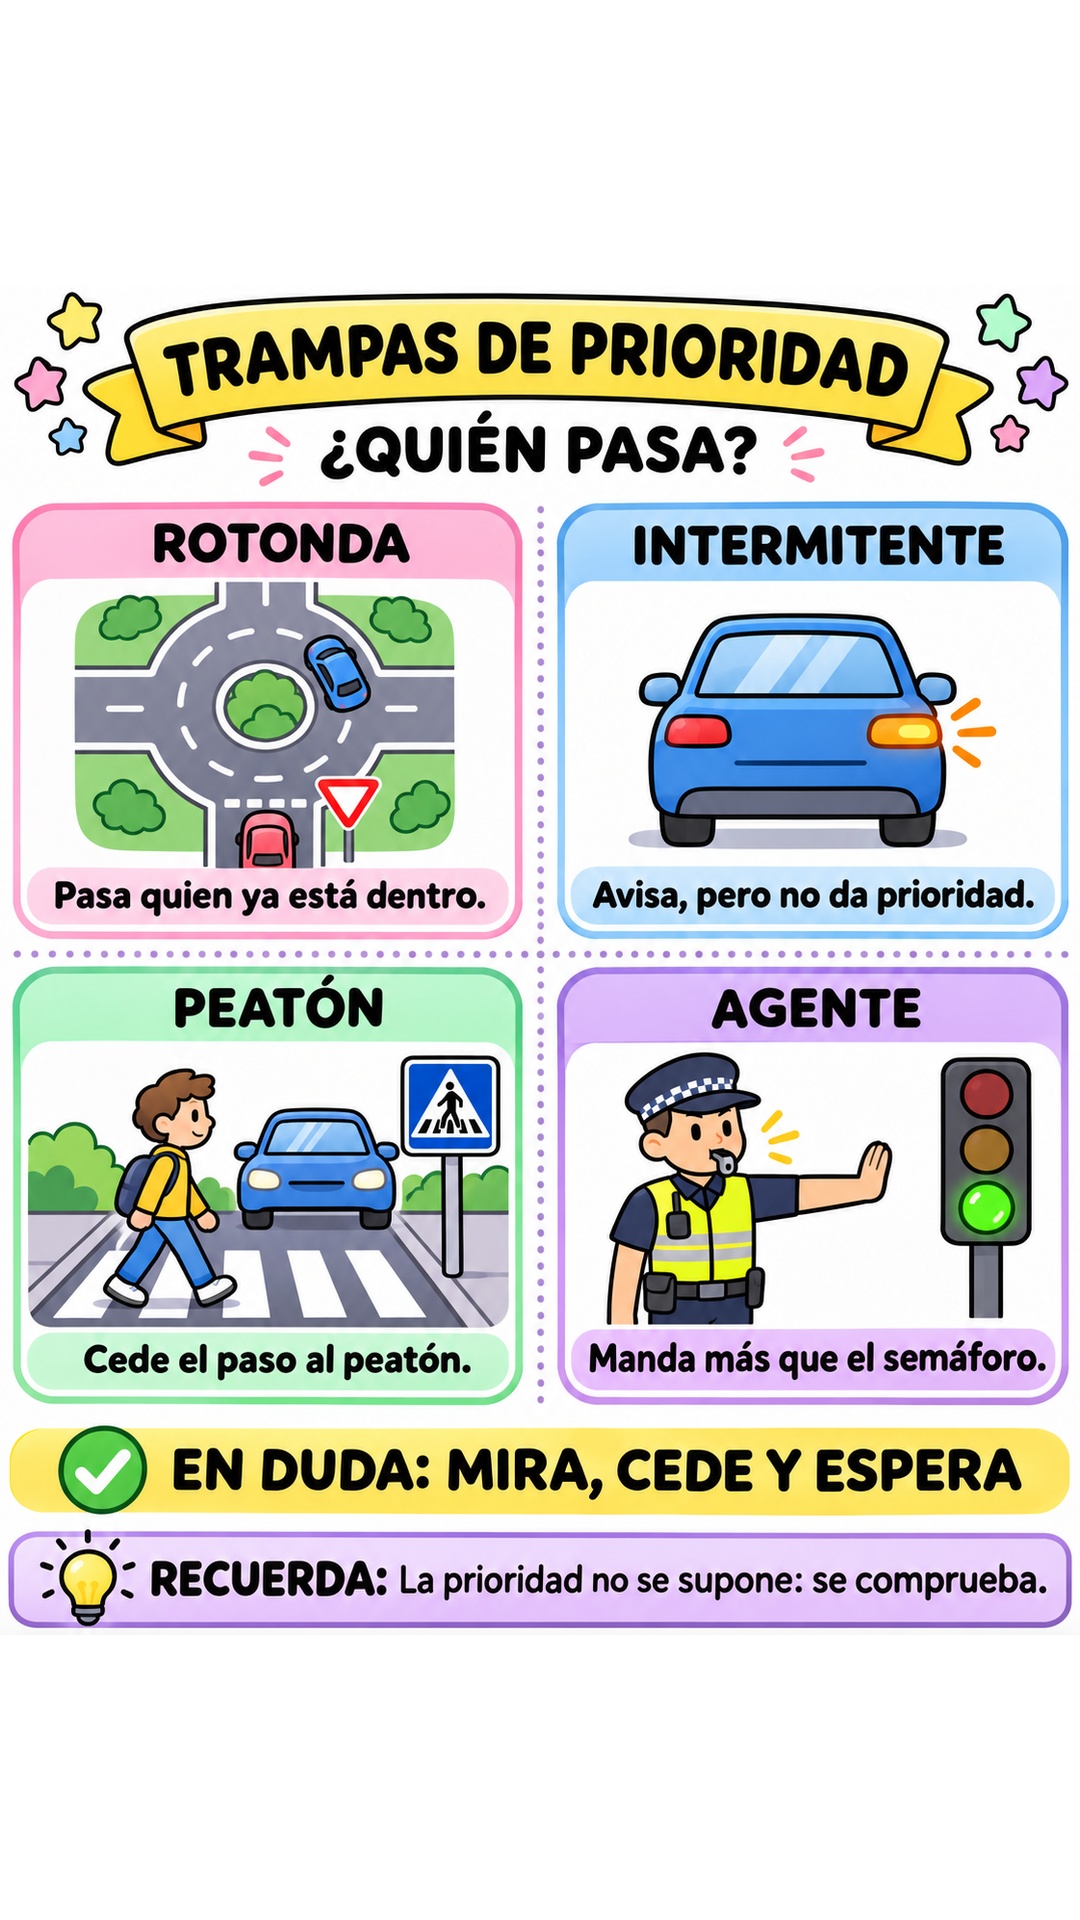 TRAMPAS DE PRIORIDAD
¿QUIÉN PASA?
ROTONDA
Pasa quien ya está dentro.
INTERMITENTE
Avisa, pero no da prioridad.
PEATÓN
Cede el paso al peatón.
AGENTE
Manda más que el semáforo.
EN DUDA: MIRA, CEDE Y ESPERA
RECUERDA: La prioridad no se supone: se comprueba.